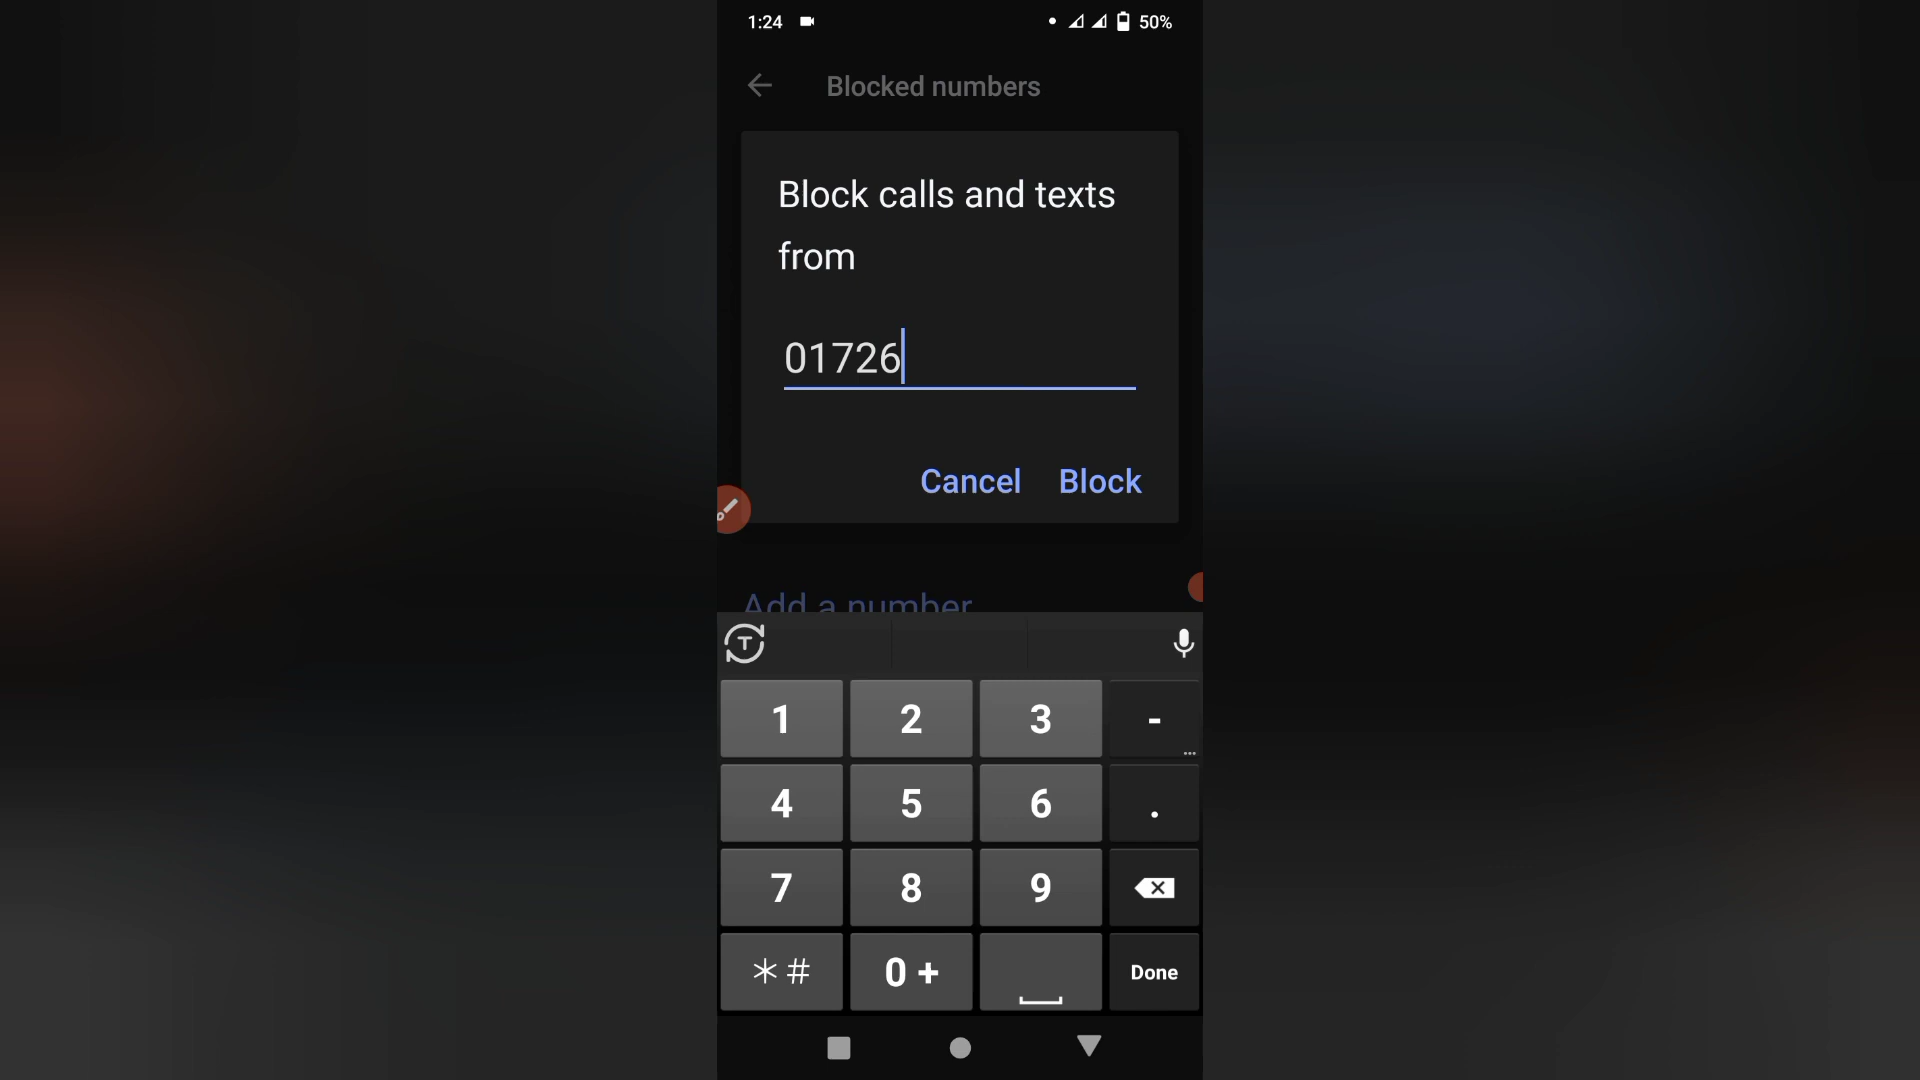 1:24 50%
Blocked numbers
Block calls and texts
from
01726
Cancel Block
Add a number
T
1 2 3 -
...
4 5 6 .
7 8 9
*# 0 +
Done